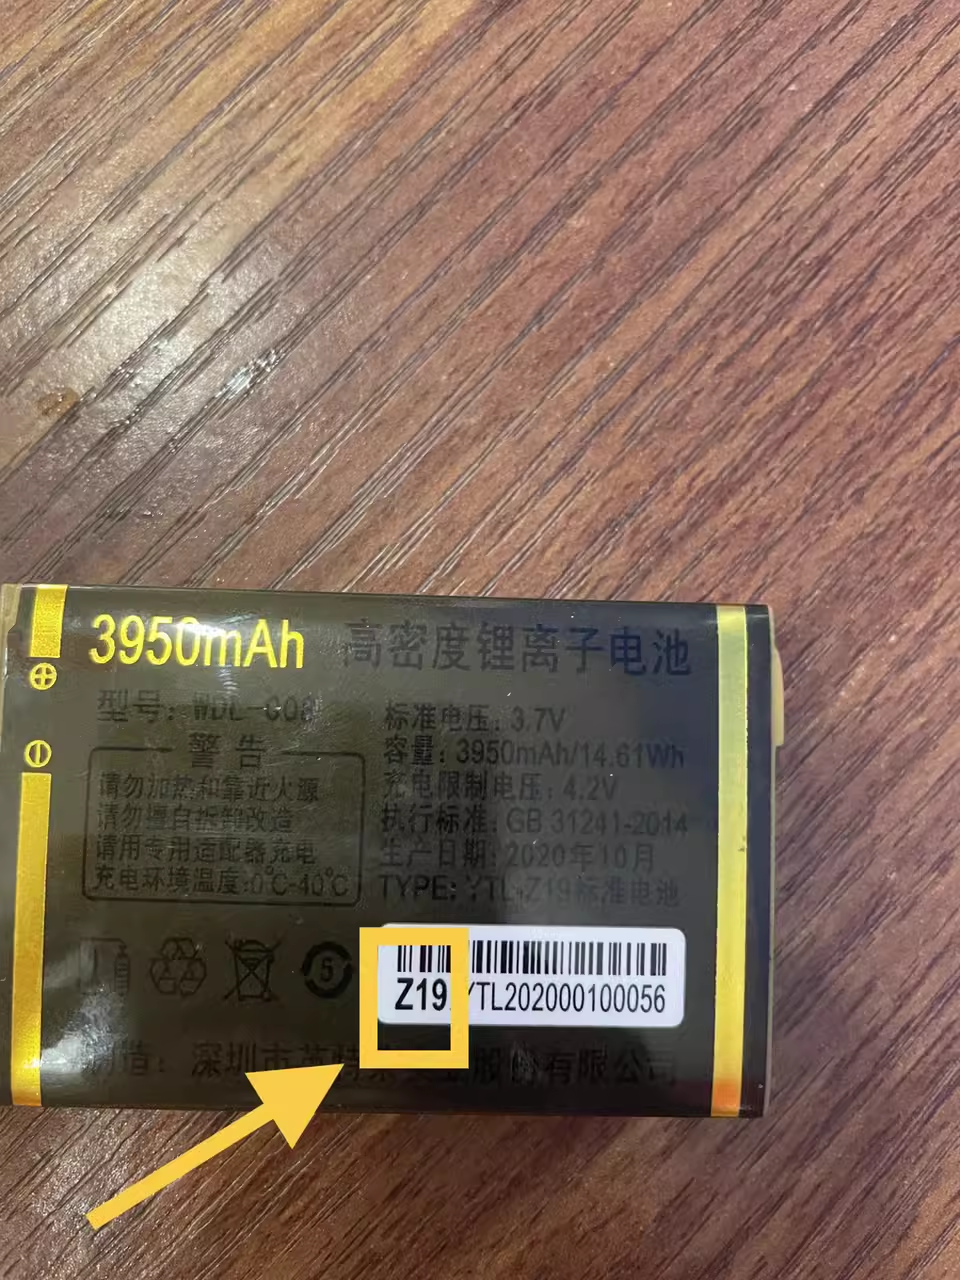 3950mAh 高密度锂离子电池
型号: WDL-G08
标准电压: 3.7V
警告
容量: 3950mAh/14.61Wh
请勿加热和靠近火源
充电限制电压: 4.2V
请勿擅自拆卸改造
执行标准: GB 31241-2014
请用专用适配器充电
生产日期: 2020年10月
充电环境温度:0℃-40℃
TYPE: YTL-Z19标准电池
5
Z19 YTL202000100056
制造: 深圳市 股份有限公司